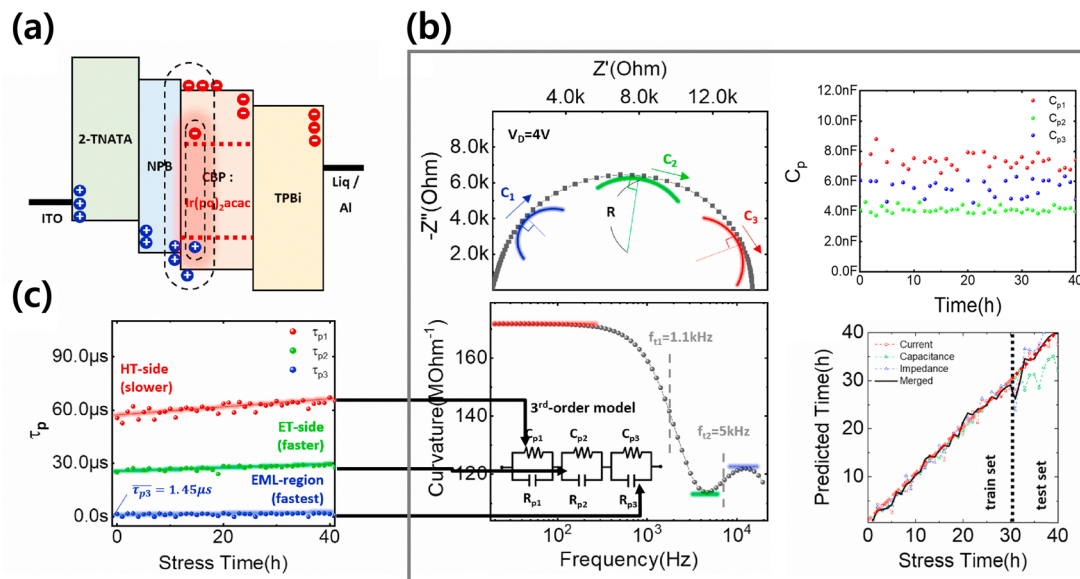 (a)
2-TNATA
NPB
CBP :
Ir(pq)₂acac
TPBi
ITO
Liq /
Al
(b)
Z'(Ohm)
4.0k 8.0k 12.0k
V_D=4V
-Z"(Ohm)
8.0k
6.0k
4.0k
2.0k
C₁
C₂
C₃
R
Curvature(MOhm⁻¹)
160
140
120
f_t1=1.1kHz
f_t2=5kHz
3rd-order model
C_p1 C_p2 C_p3
R_p1 R_p2 R_p3
10² 10³ 10⁴
Frequency(Hz)
C_p
12.0nF
10.0nF
8.0nF
6.0nF
4.0nF
2.0nF
0.0F
C_p1
C_p2
C_p3
0 10 20 30 40
Time(h)
Predicted Time(h)
40
30
20
10
0
Current
Capacitance
Impedance
Merged
train set
test set
0 10 20 30 40
Stress Time(h)
(c)
τ_p
90.0µs
60.0µs
30.0µs
0.0s
τ_p1
τ_p2
τ_p3
HT-side
(slower)
ET-side
(faster)
EML-region
(fastest)
τ_p3 = 1.45µs
0 20 40
Stress Time(h)